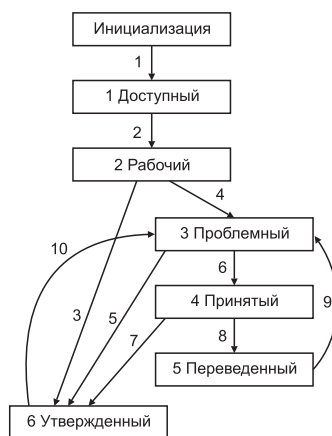 Инициализация
1
1 Доступный
2
2 Рабочий
4
10
3 Проблемный
3
5
6
9
4 Принятый
7
8
5 Переведенный
6 Утвержденный